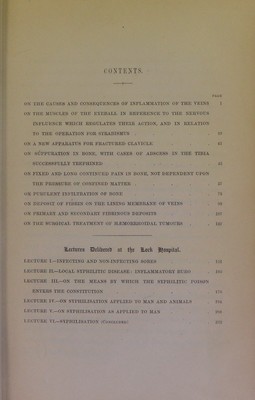 CONTENTS.
PAGE
ON THE CAUSES AND CONSEQUENCES OF INFLAMMATION OF THE VEINS 1
ON THE MUSCLES OF THE EYEBALL IN REFERENCE TO THE NERVOUS
INFLUENCE WHICH REGULATES THEIR ACTION, AND IN RELATION
TO THE OPERATION FOR STRABISMUS
ON A NEW APPARATUS FOR FRACTURED CLAVICLE
ON SUPPURATION IN BONE, WITH CASES OF ABSCESS IN THE TIBIA
SUCCESSFULLY TREPHINED
ON FIXED AND LONG CONTINUED PAIN IN BONE, NOT DEPENDENT UPON
THE PRESSURE OF CONFINED MATTER
ON PURULENT INFILTRATION OF BONE
ON DEPOSIT OF FIBRIN ON THE LINING MEMBRANE OF VEINS
ON PRIMARY AND SECONDARY FIBRINOUS DEPOSITS
ON THE SURGICAL TREATMENT OF HÆMORRHOIDAL TUMOURS
Lectures Delivered at the Lock Hospital.
LECTURE I.—INFECTING AND NON-INFECTING SORES
LECTURE II.—LOCAL SYPHILITIC DISEASE: INFLAMMATORY BUBO
LECTURE III.—ON THE MEANS BY WHICH THE SYPHILITIC POISON
ENTERS THE CONSTITUTION
LECTURE IV.—ON SYPHILISATION APPLIED TO MAN AND ANIMALS
LECTURE V.—ON SYPHILISATION AS APPLIED TO MAN
LECTURE VI.—SYPHILISATION (Concluded)